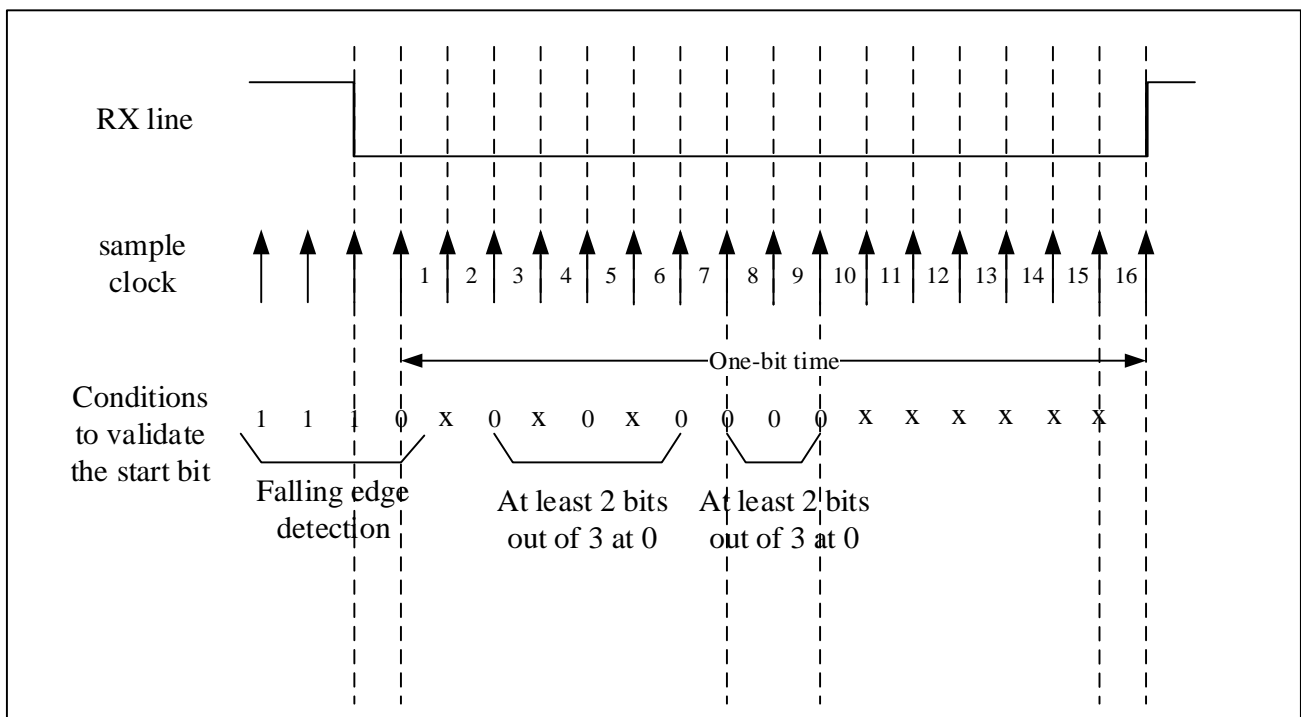 RX line
sample
clock
1 2 3 4 5 6 7 8 9 10 11 12 13 14 15 16
One-bit time
Conditions
to validate
the start bit
1 1 1 0 x 0 x 0 x 0 0 0 0 x x x x x x
Falling edge
detection
At least 2 bits
out of 3 at 0
At least 2 bits
out of 3 at 0